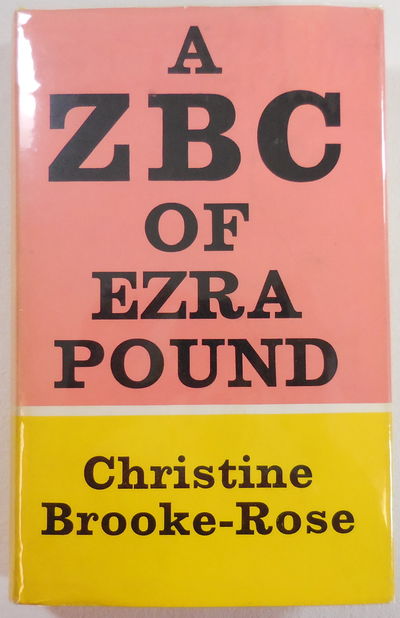 A
ZBC
OF
EZRA
POUND
Christine
Brooke-Rose